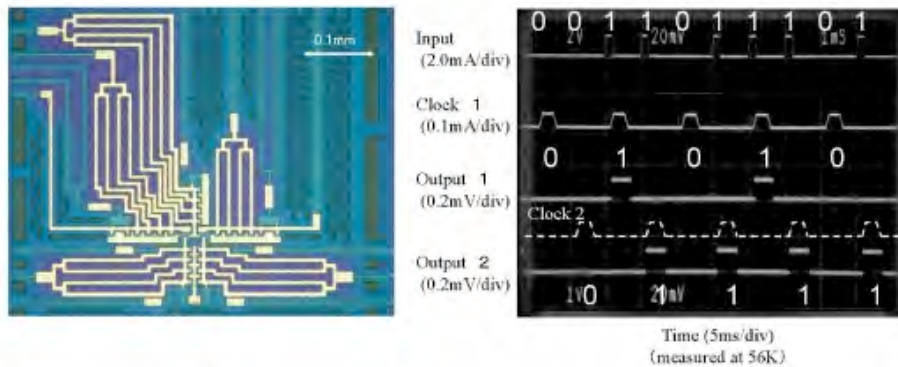 0.1mm
Input
(2.0mA/div)
Clock 1
(0.1mA/div)
Output 1
(0.2mV/div)
Output 2
(0.2mV/div)
0 0 1 1 0 1 1 1 0 1
2V 20mV 1m5
0 1 0 1 0
Clock 2
1V 20mV
0 1 1 1 1
Time (5ms/div)
(measured at 56K)